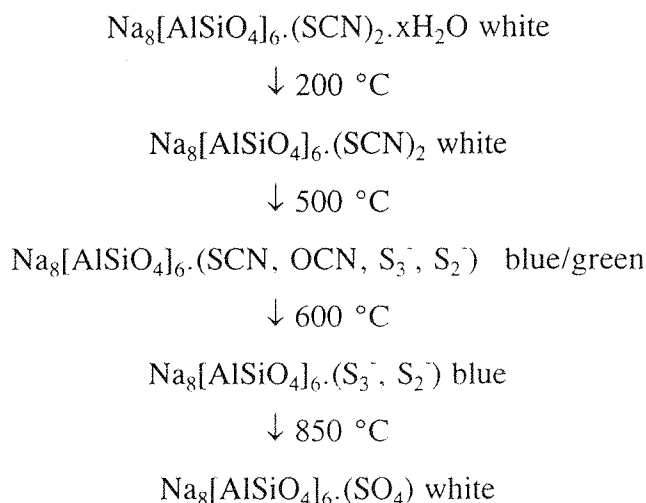 Na₈[AlSiO₄]₆.(SCN)₂.xH₂O white
↓ 200 °C
Na₈[AlSiO₄]₆.(SCN)₂ white
↓ 500 °C
Na₈[AlSiO₄]₆.(SCN, OCN, S₃⁻, S₂⁻) blue/green
↓ 600 °C
Na₈[AlSiO₄]₆.(S₃⁻, S₂⁻) blue
↓ 850 °C
Na₈[AlSiO₄]₆.(SO₄) white